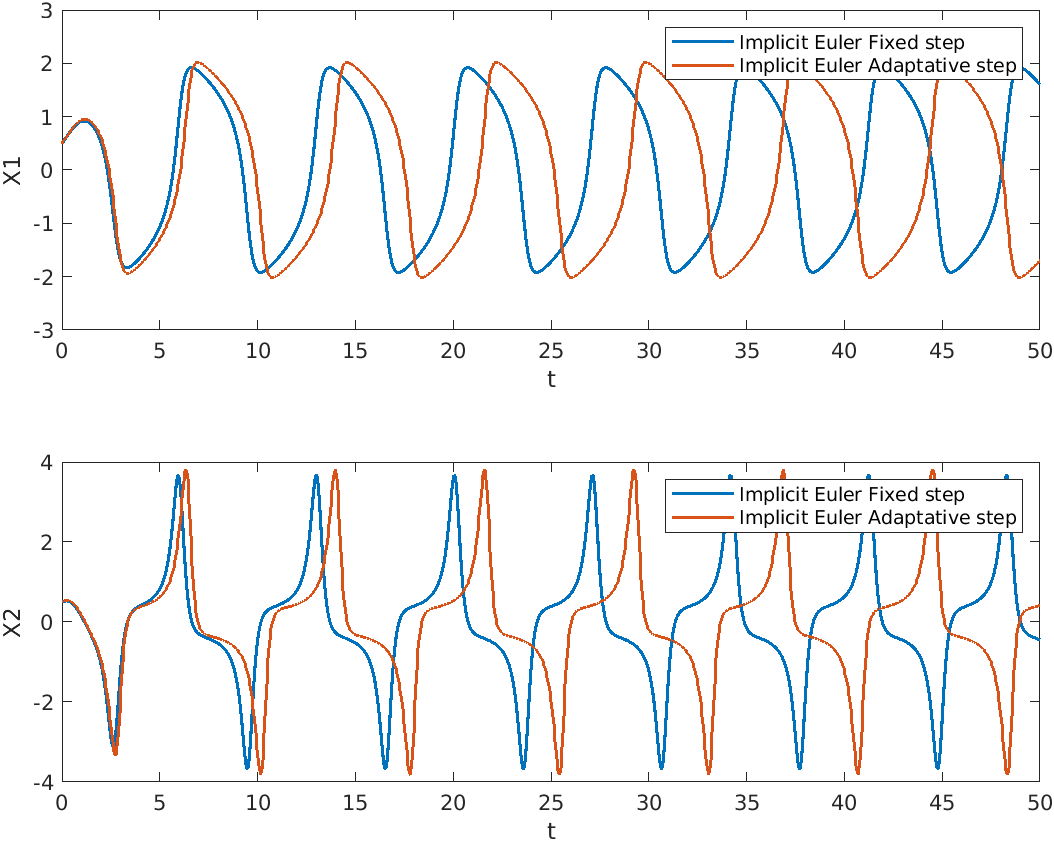 3
2
1
0
-1
-2
-3
X1
Implicit Euler Fixed step
Implicit Euler Adaptative step
0 5 10 15 20 25 30 35 40 45 50
t
4
2
0
-2
-4
X2
Implicit Euler Fixed step
Implicit Euler Adaptative step
0 5 10 15 20 25 30 35 40 45 50
t